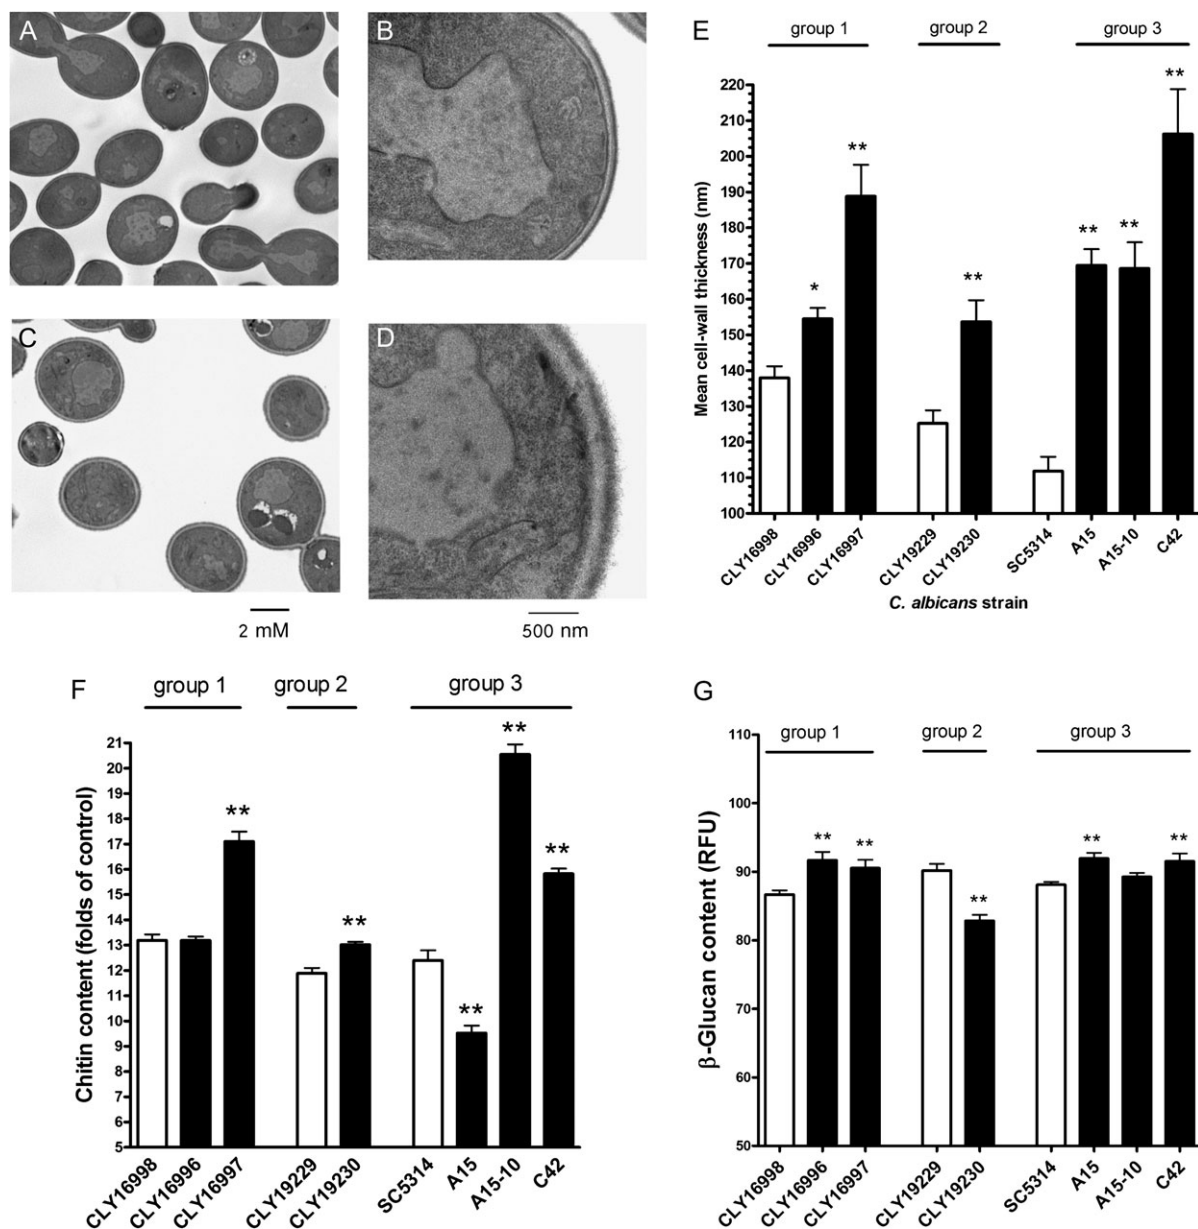 A
B
C
D
2 mM
500 nm
E
group 1
group 2
group 3
220
210
200
190
180
170
160
150
140
130
120
110
100
Mean cell-wall thickness (nm)
*
**
**
**
**
**
CLY16998
CLY16996
CLY16997
CLY19229
CLY19230
SC5314
A15
A15-10
C42
C. albicans strain
F
group 1
group 2
group 3
21
20
19
18
17
16
15
14
13
12
11
10
9
8
7
6
5
Chitin content (folds of control)
**
**
**
**
**
CLY16998
CLY16996
CLY16997
CLY19229
CLY19230
SC5314
A15
A15-10
C42
G
group 1
group 2
group 3
110
100
90
80
70
60
50
β-Glucan content (RFU)
**
**
**
**
**
CLY16998
CLY16996
CLY16997
CLY19229
CLY19230
SC5314
A15
A15-10
C42